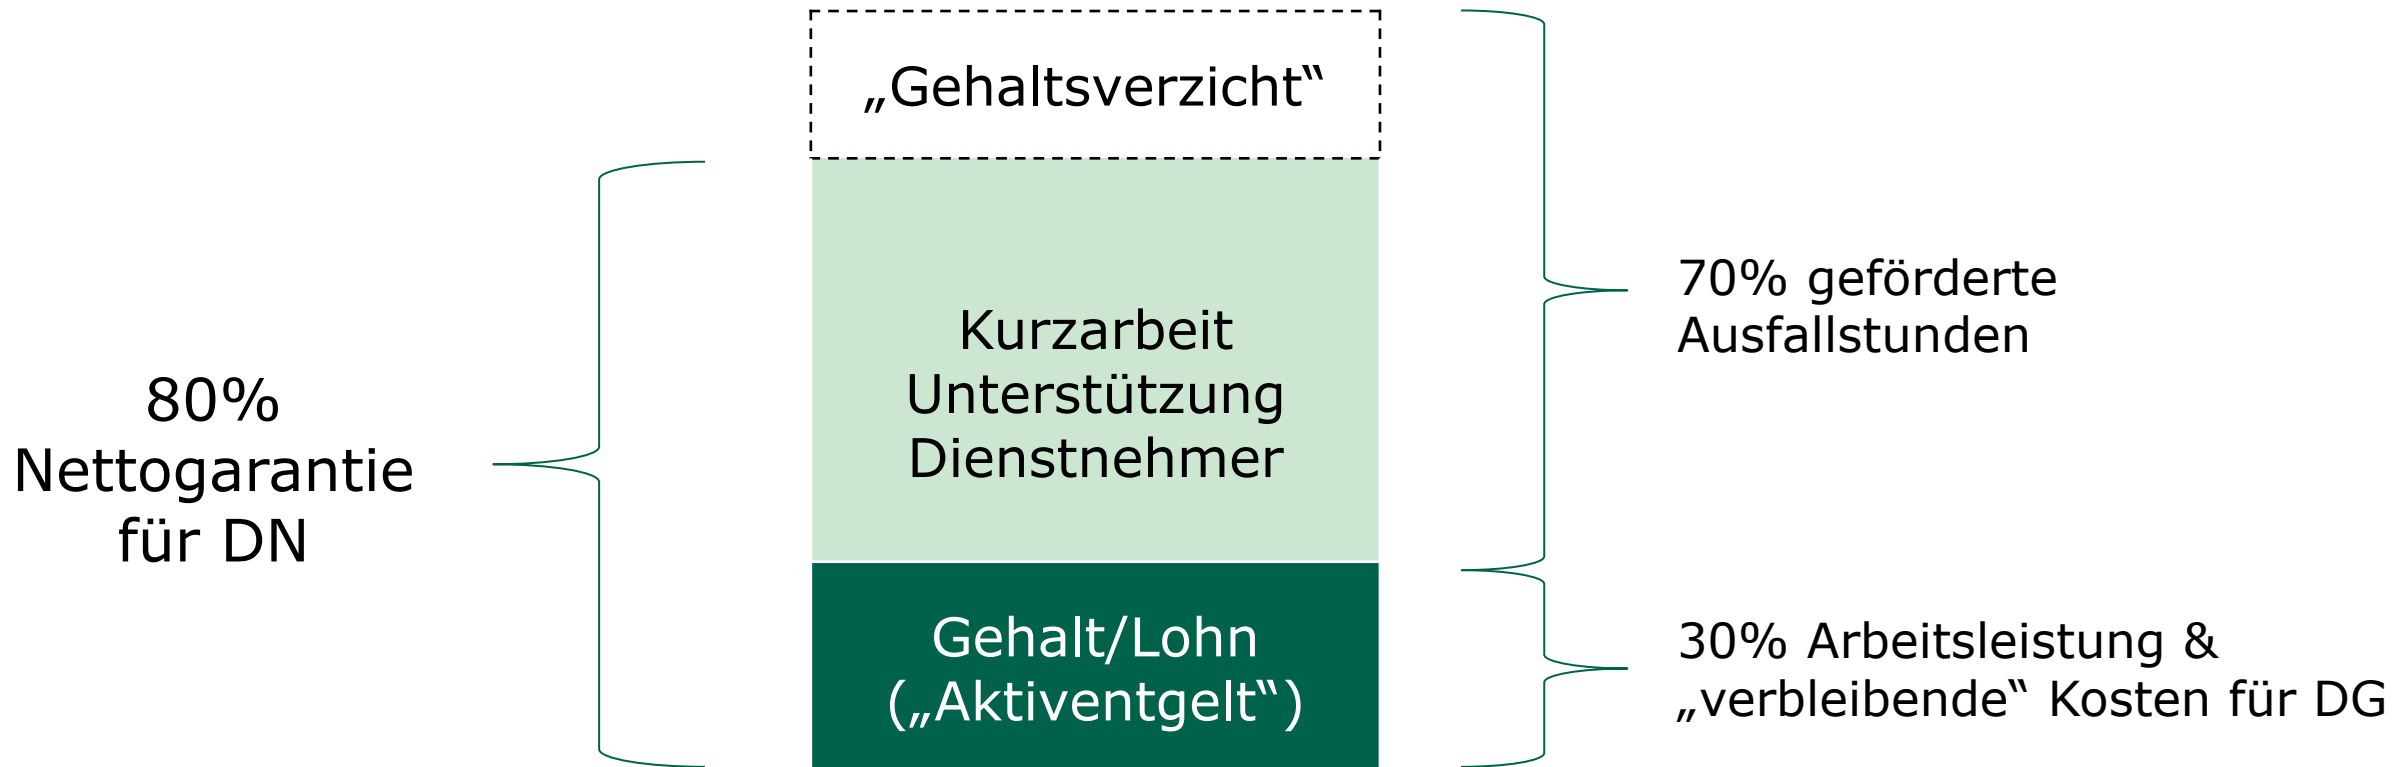 „Gehaltsverzicht“
Kurzarbeit
Unterstützung
Dienstnehmer
Gehalt/Lohn
(„Aktiventgelt“)
80%
Nettogarantie
für DN
70% geförderte
Ausfallstunden
30% Arbeitsleistung &
„verbleibende“ Kosten für DG